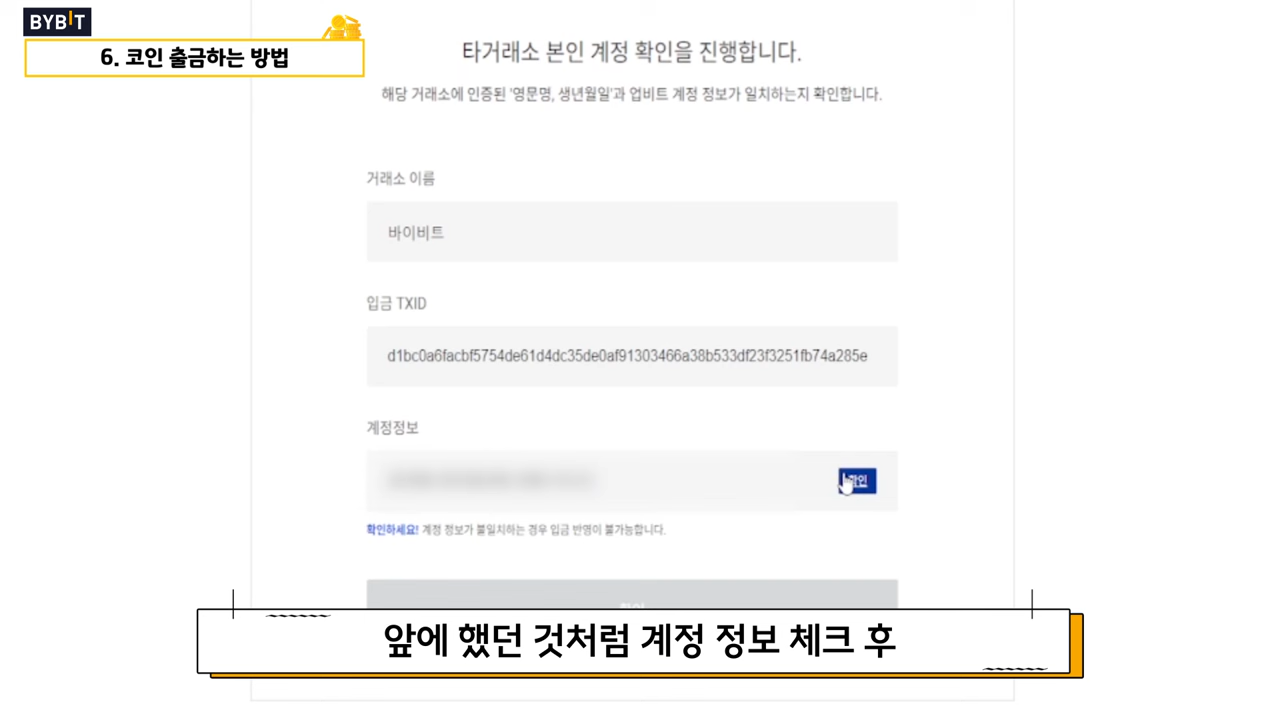 BYBIT
6. 코인 출금하는 방법
타거래소 본인 계정 확인을 진행합니다.
해당 거래소에 인증된 '영문명, 생년월일'과 업비트 계정 정보가 일치하는지 확인합니다.
거래소 이름
바이비트
입금 TXID
d1bc0a6facbf5754de61d4dc35de0af91303466a38b533df23f3251fb74a285e
계정정보
확인하세요! 계정 정보가 불일치하는 경우 입금 반영이 불가능합니다.
앞에 했던 것처럼 계정 정보 체크 후